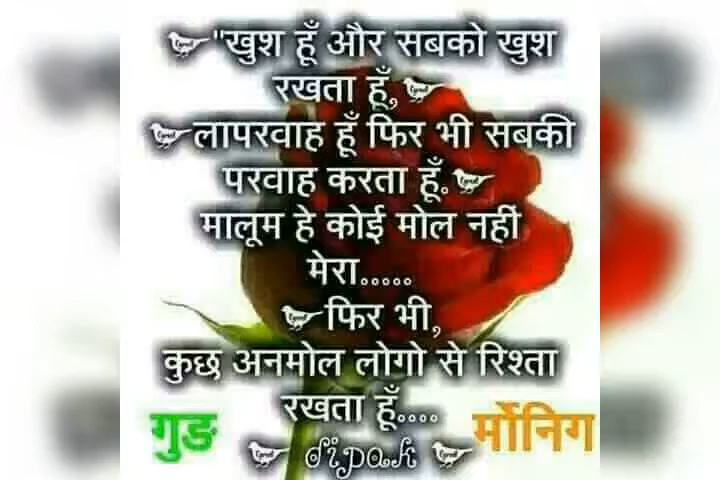 "खुश हूँ और सबको खुश
रखता हूँ,
लापरवाह हूँ फिर भी सबकी
परवाह करता हूँ.
मालूम हे कोई मोल नहीं
मेरा.....
फिर भी,
कुछ अनमोल लोगो से रिश्ता
रखता हूँ....
गुङ मोंर्निग
dipak